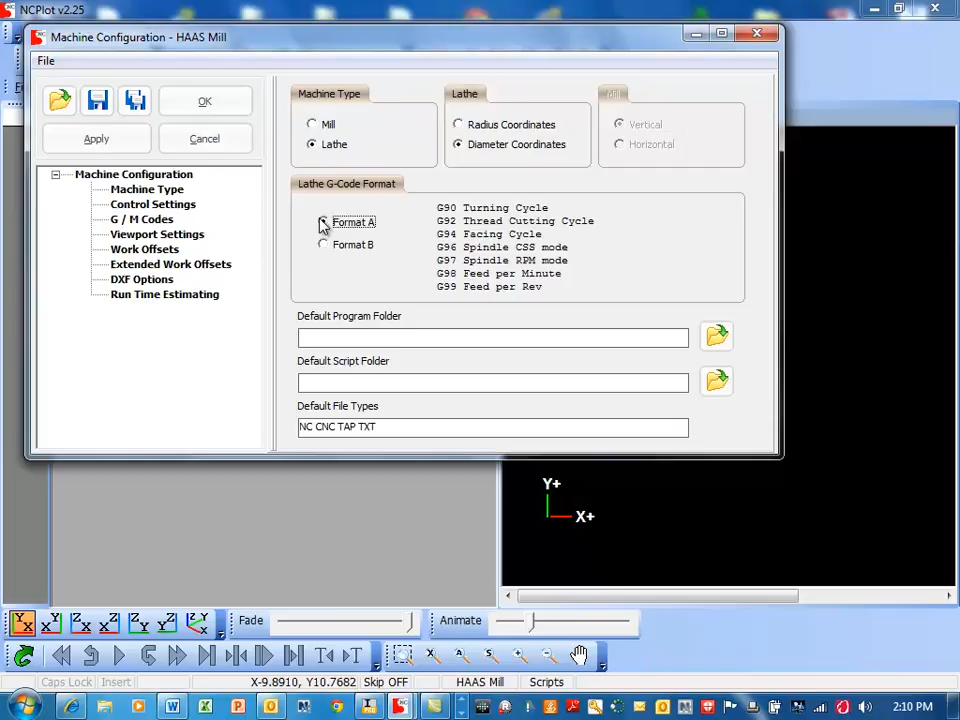 NCPlot v2.25
Machine Configuration - HAAS Mill
File
OK
Apply
Cancel
Machine Configuration
Machine Type
Control Settings
G / M Codes
Viewport Settings
Work Offsets
Extended Work Offsets
DXF Options
Run Time Estimating
Machine Type
Mill
Lathe
Lathe
Radius Coordinates
Diameter Coordinates
Mill
Vertical
Horizontal
Lathe G-Code Format
Format A
Format B
G90 Turning Cycle
G92 Thread Cutting Cycle
G94 Facing Cycle
G96 Spindle CSS mode
G97 Spindle RPM mode
G98 Feed per Minute
G99 Feed per Rev
Default Program Folder
Default Script Folder
Default File Types
NC CNC TAP TXT
Y+
X+
Fade
Animate
Caps Lock
Insert
X-9.8910, Y10.7682
Skip OFF
HAAS Mill
Scripts
2:10 PM